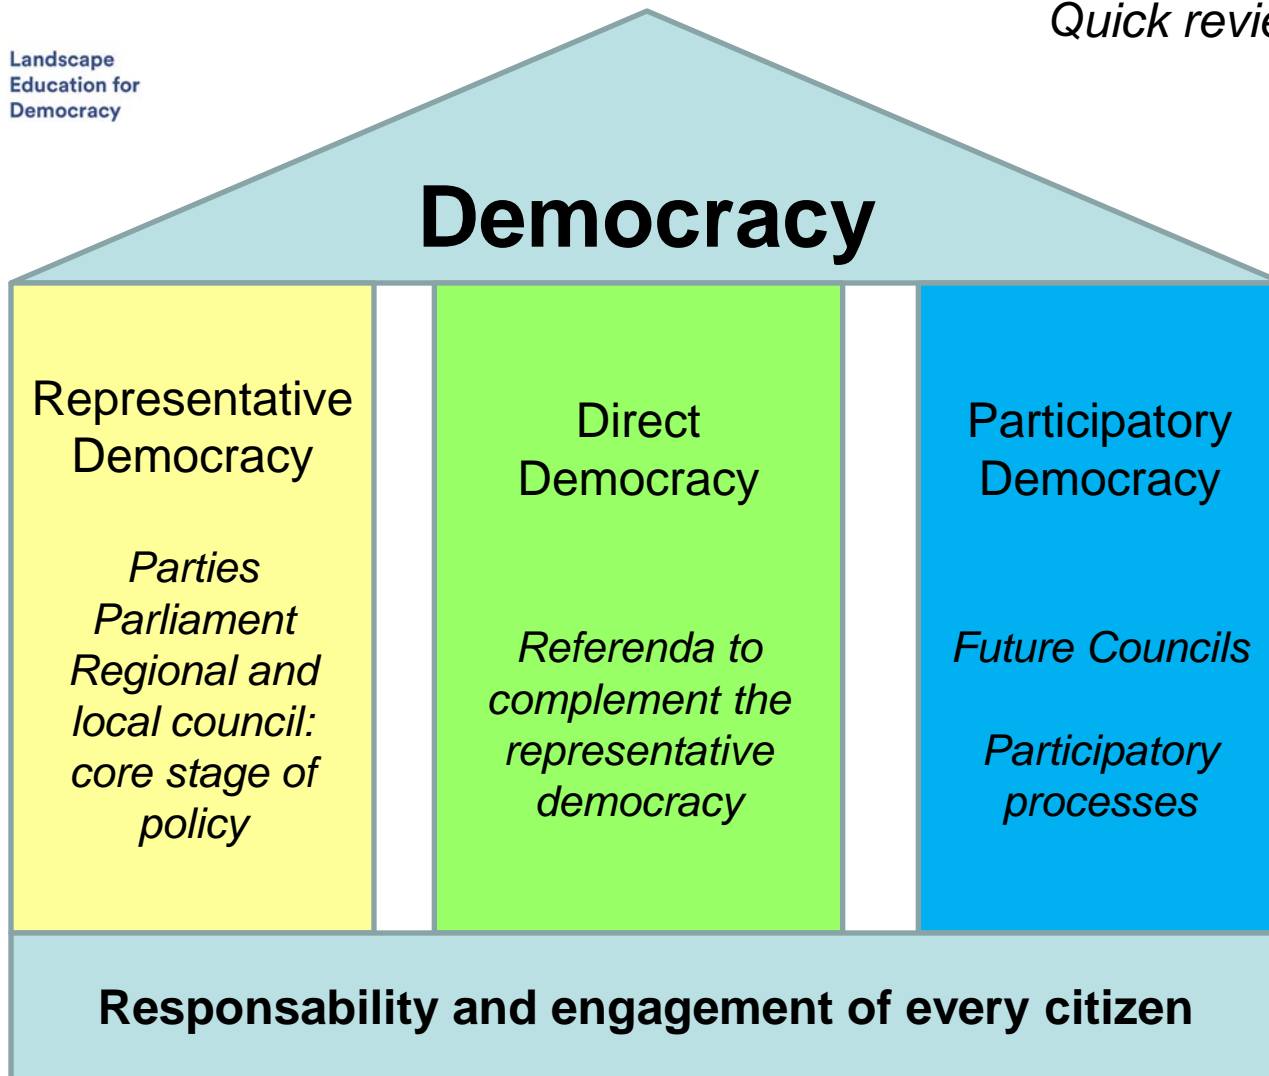 Quick revie
Landscape
Education for
Democracy
Democracy
Representative
Democracy
Parties
Parliament
Regional and
local council:
core stage of
policy
Direct
Democracy
Referenda to
complement the
representative
democracy
Participatory
Democracy
Future Councils
Participatory
processes
Responsability and engagement of every citizen